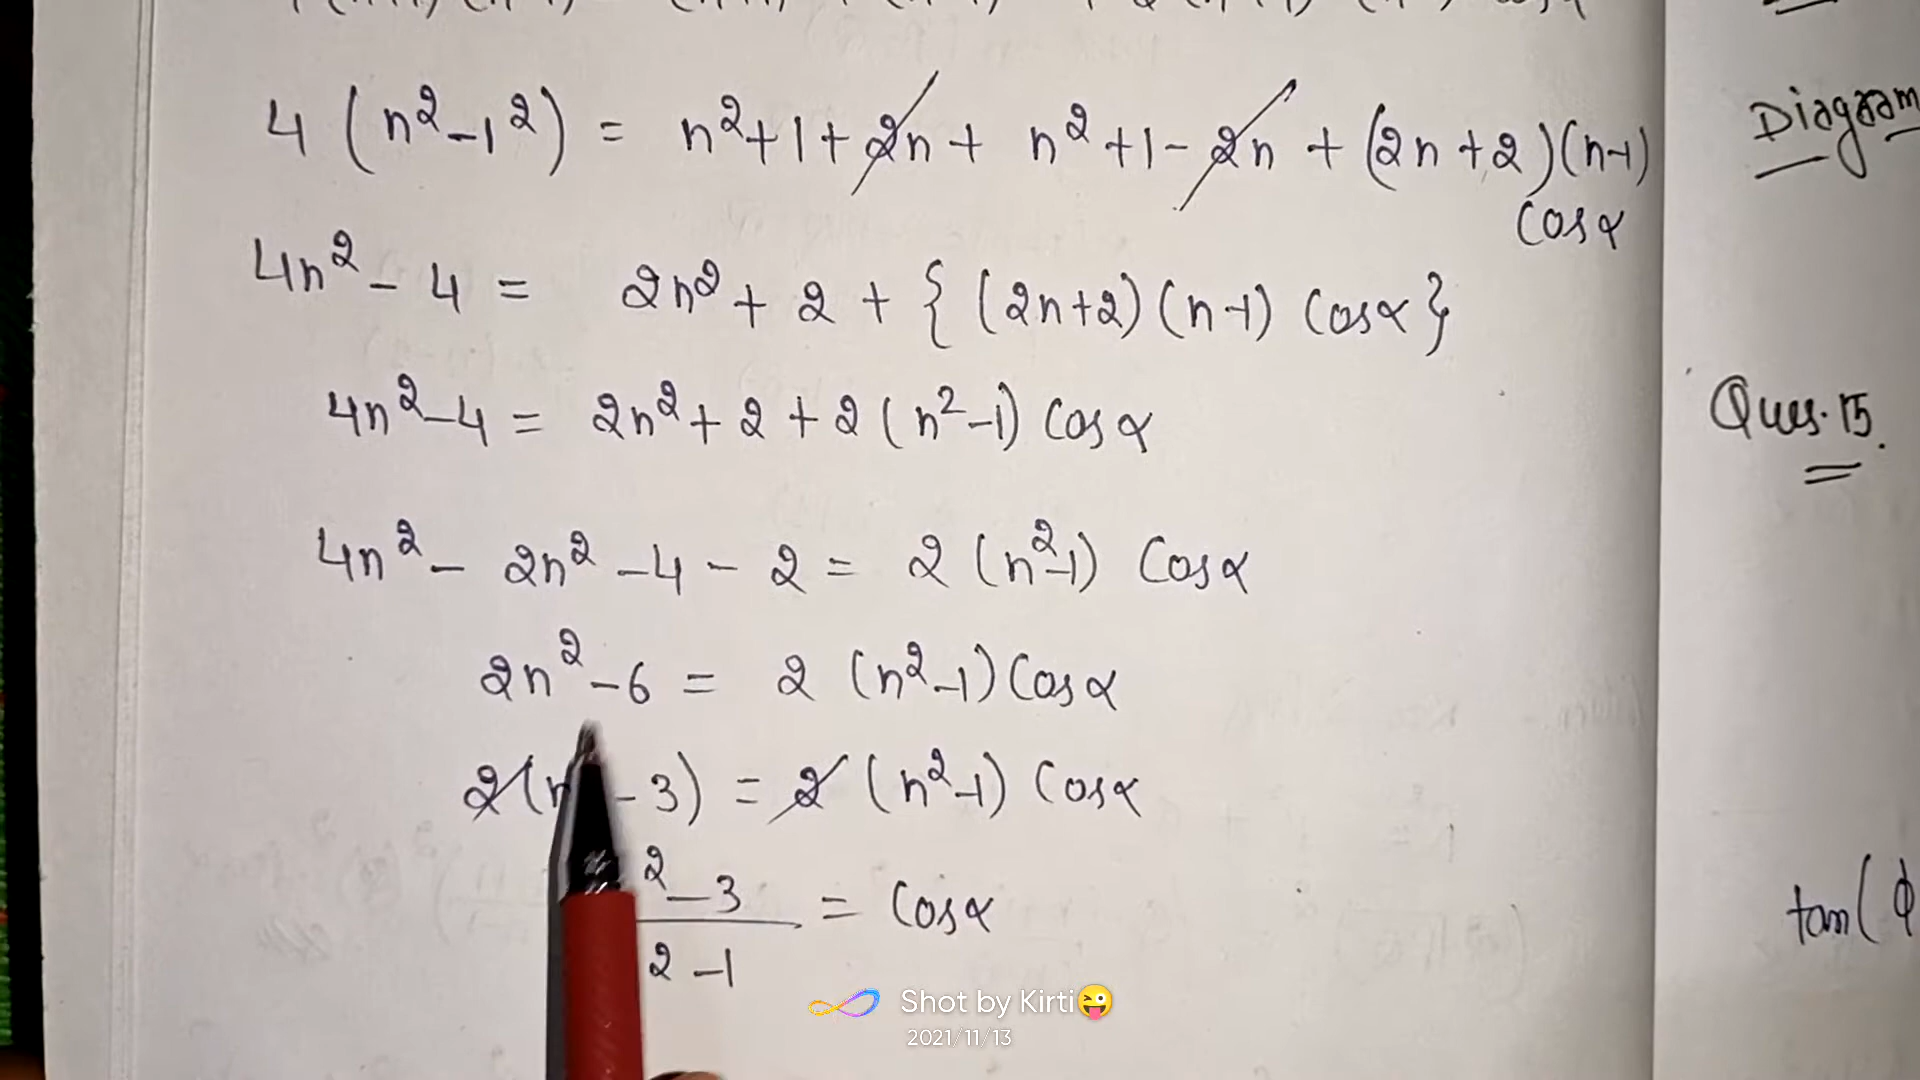 4 (n²-1²) = n²+1+2n + n²+1-2n + (2n+2)(n-1)
Cosα
4n² - 4 = 2n² + 2 + { (2n+2) (n-1) Cosα}
4n²-4 = 2n²+ 2 + 2 (n²-1) Cosα
4n² - 2n² - 4 - 2 = 2 (n²-1) Cosα
2n² - 6 = 2 (n²-1) Cosα
2(n - 3) = 2 (n²-1) Cosα
2 - 3 = Cosα
2 - 1
Diagram
Ques. 15.
tan( ϕ
Shot by Kirti😜
2021/11/13